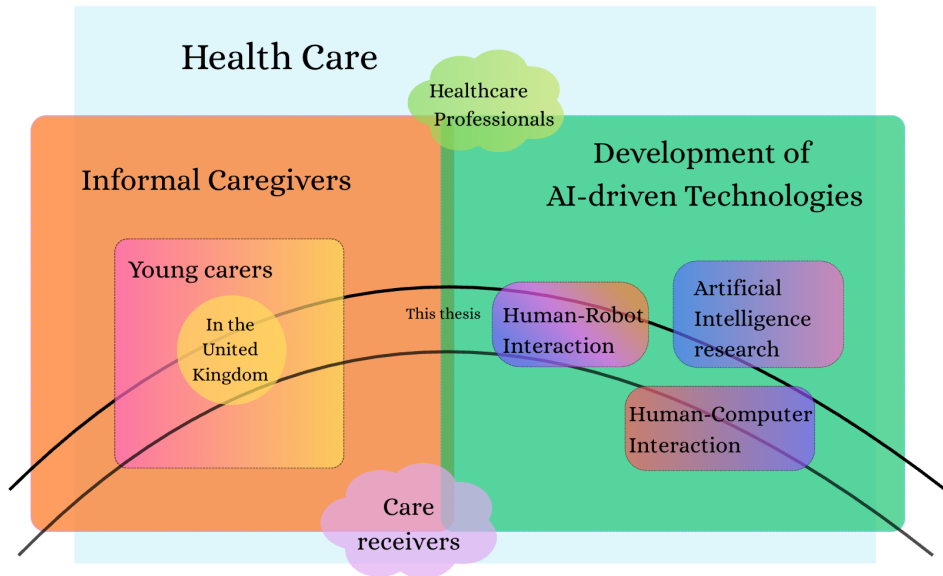 Health Care
Healthcare
Professionals
Informal Caregivers
Development of
AI-driven Technologies
Young carers
In the
United
Kingdom
This thesis
Human-Robot
Interaction
Artificial
Intelligence
research
Human-Computer
Interaction
Care
receivers